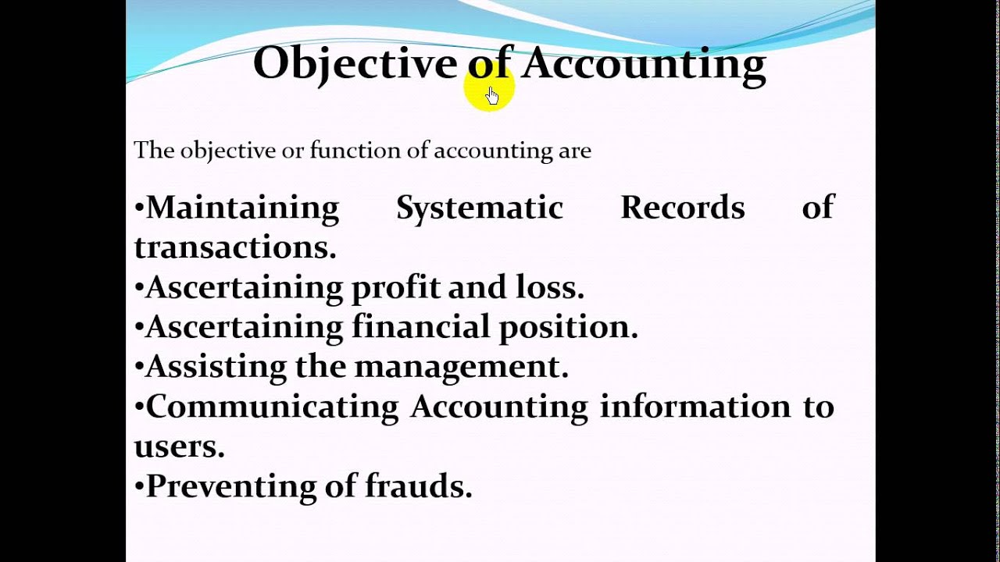 Objective of Accounting
The objective or function of accounting are
•Maintaining Systematic Records of
transactions.
•Ascertaining profit and loss.
•Ascertaining financial position.
•Assisting the management.
•Communicating Accounting information to
users.
•Preventing of frauds.